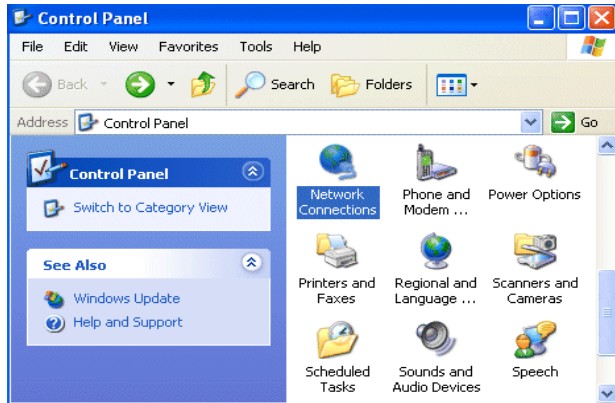 Control Panel
File Edit View Favorites Tools Help
Back Search Folders
Address Control Panel Go
Control Panel
Switch to Category View
See Also
Windows Update
Help and Support
Network
Connections
Phone and
Modem ...
Power Options
Printers and
Faxes
Regional and
Language ...
Scanners and
Cameras
Scheduled
Tasks
Sounds and
Audio Devices
Speech